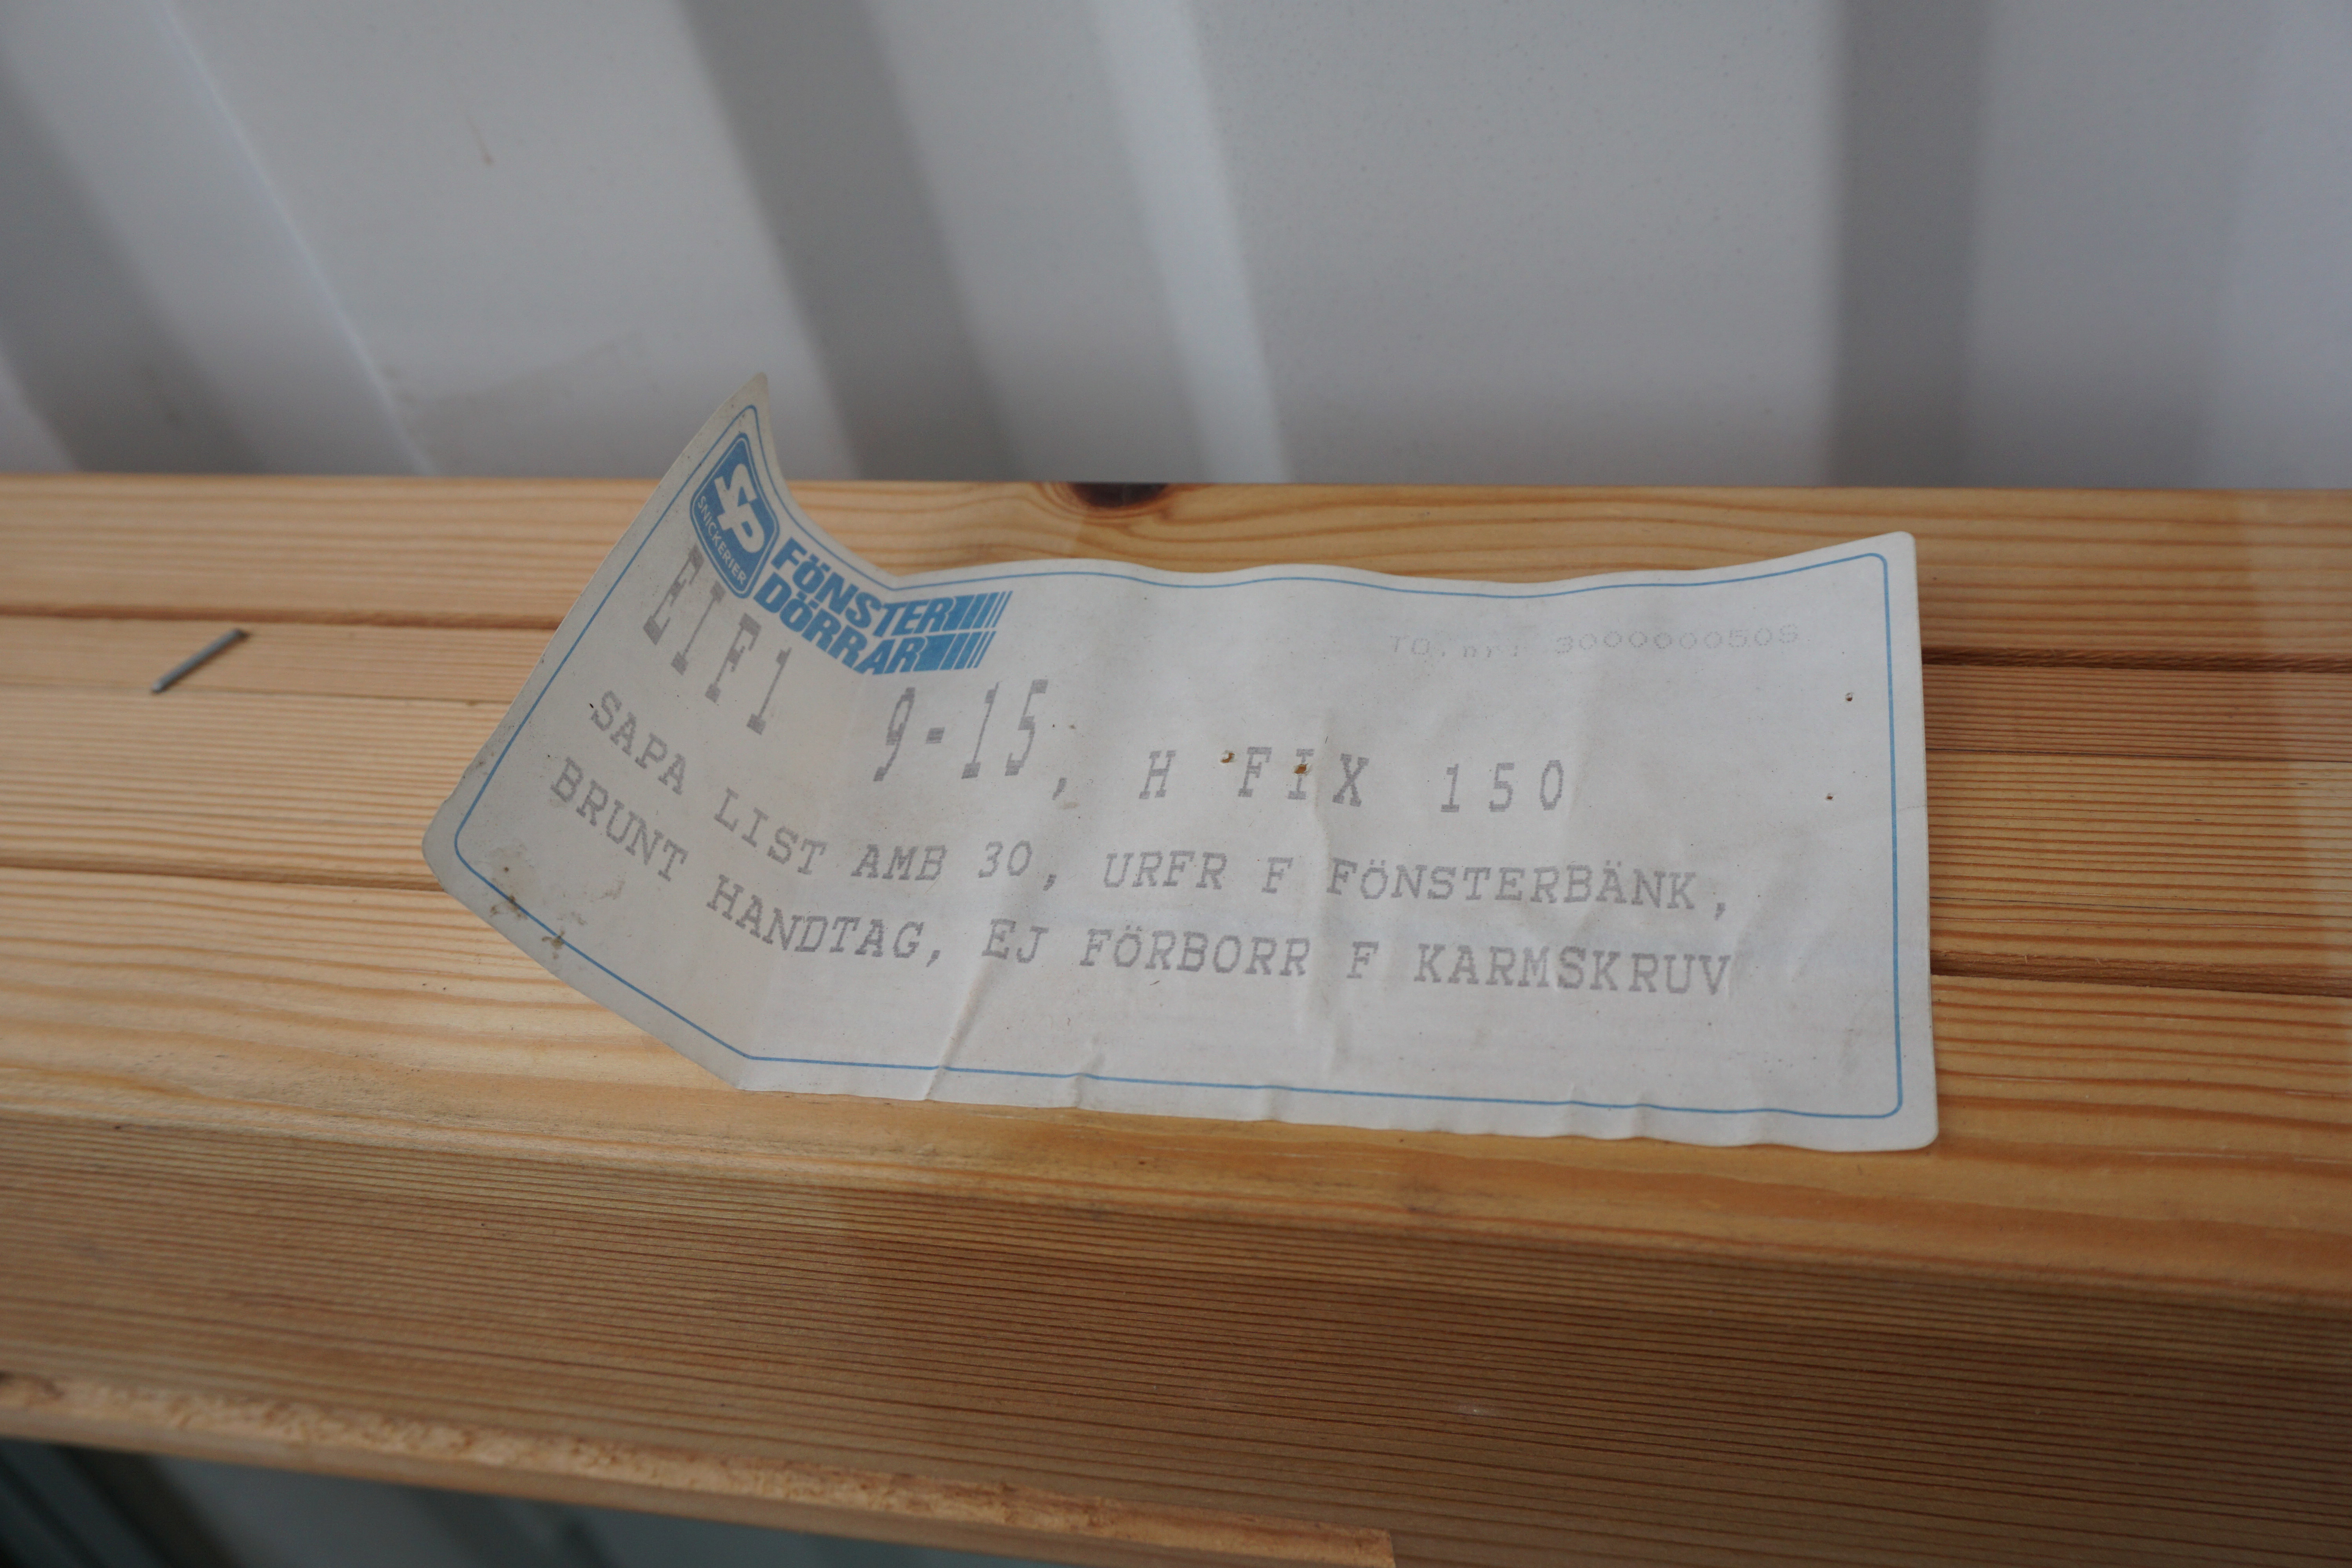 SP
SNICKERIER
FÖNSTER
DÖRRAR
TO.nr: 300000050S
EIF1 9-15, H FIX 150
SAPA LIST AMB 30, URFR F FÖNSTERBÄNK,
BRUNT HANDTAG, EJ FÖRBORR F KARMSKRUV